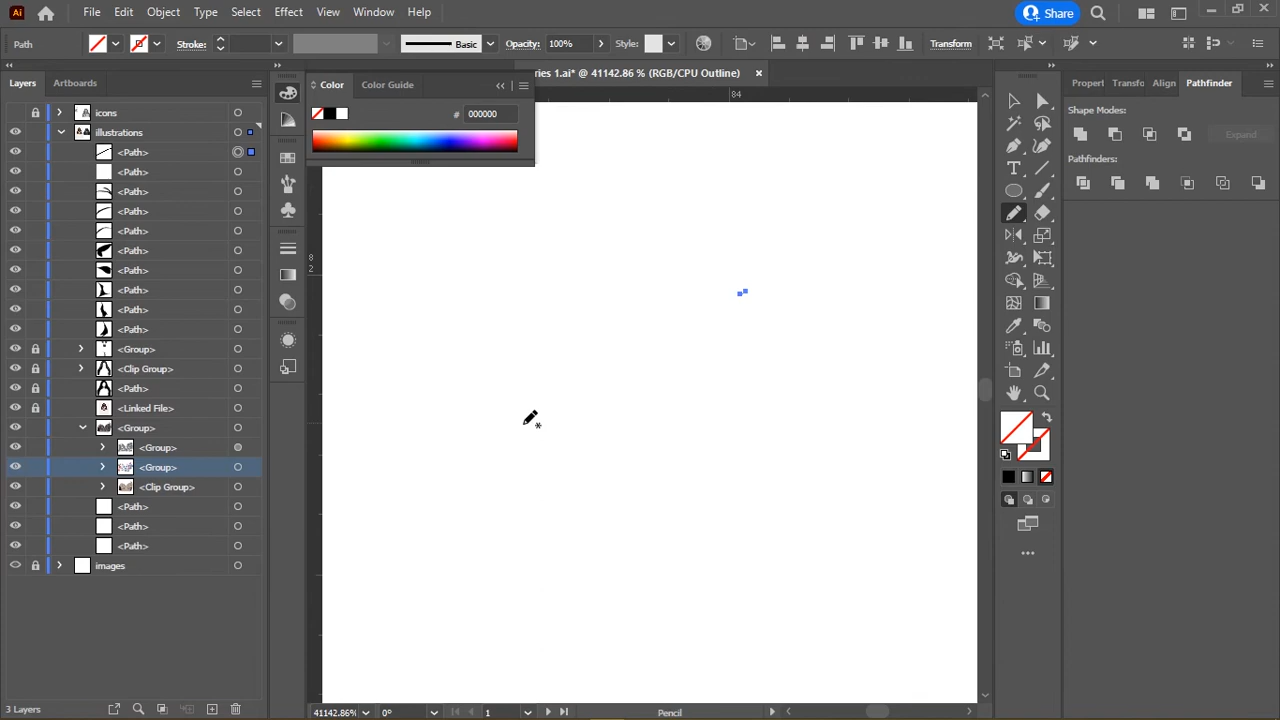 Ai File Edit Object Type Select Effect View Window Help Share
Path Stroke: Basic Opacity: 100% Style: Transform
ries 1.ai* @ 41142.86 % (RGB/CPU Outline)
Layers Artboards
Color Color Guide
# 000000
84
8
2
Propert Transfo Align Pathfinder
Shape Modes:
Expand
Pathfinders:
icons
illustrations
<Path>
<Path>
<Path>
<Path>
<Path>
<Path>
<Path>
<Path>
<Path>
<Path>
<Group>
<Clip Group>
<Path>
<Linked File>
<Group>
<Group>
<Group>
<Clip Group>
<Path>
<Path>
<Path>
images
3 Layers
41142.86% 0° 1 Pencil